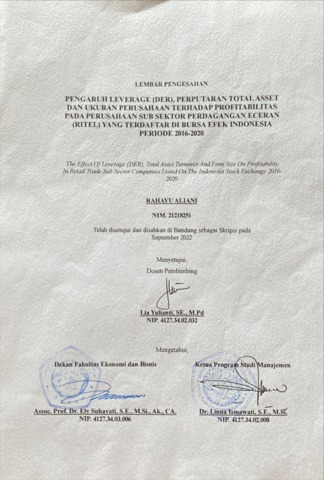 LEMBAR PENGESAHAN
PENGARUH LEVERAGE (DER), PERPUTARAN TOTAL ASSET
DAN UKURAN PERUSAHAAN TERHADAP PROFITABILITAS
PADA PERUSAHAAN SUB SEKTOR PERDAGANGAN ECERAN
(RITEL) YANG TERDAFTAR DI BURSA EFEK INDONESIA
PERIODE 2016-2020
The Effect Of Leverage (DER), Total Asset Turnover And Form Size On Profitability
In Retail Trade Sub Sector Companies Listed On The Indonesia Stock Exchange 2016-
2020
RAHAYU ALIANI
NIM. 21218251
Telah disetujui dan disahkan di Bandung sebagai Skripsi pada
September 2022
Menyetujui,
Dosen Pembimbing
Lia Yulianti, SE., M.Pd
NIP. 4127.34.02.032
Mengetahui,
Dekan Fakultas Ekonomi dan Bisnis
Ketua Program Studi Manajemen
Assoc. Prof. Dr. Ely Suhayati, S.E., M.Si., Ak., CA.
NIP. 4127.34.03.006
Dr. Linna Ismawati, S.E., M.Si.
NIP. 4127.34.02.008